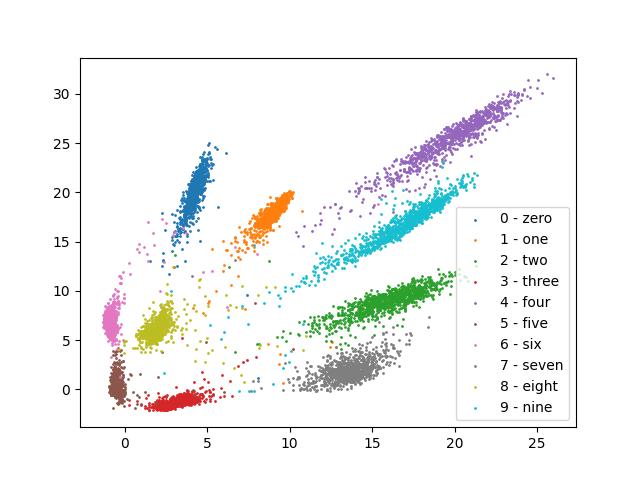 30
25
20
15
10
5
0
0 - zero
1 - one
2 - two
3 - three
4 - four
5 - five
6 - six
7 - seven
8 - eight
9 - nine
0 5 10 15 20 25